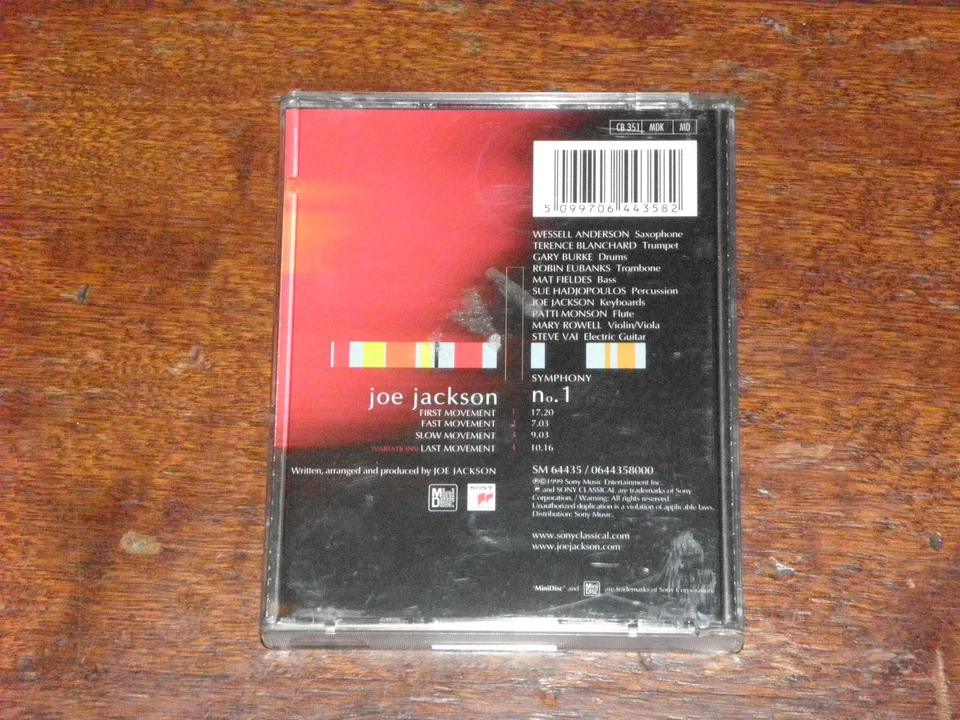 CB 351 MDK MD
5 099706 443582
WESSELL ANDERSON Saxophone
TERENCE BLANCHARD Trumpet
GARY BURKE Drums
ROBIN EUBANKS Trombone
MAT FIELDES Bass
SUE HADJOPOULOS Percussion
JOE JACKSON Keyboards
PATTI MONSON Flute
MARY ROWELL Violin/Viola
STEVE VAI Electric Guitar
SYMPHONY
joe jackson no.1
FIRST MOVEMENT 1 17.20
FAST MOVEMENT 2 7.03
SLOW MOVEMENT 3 9.03
(VARIATIONS) LAST MOVEMENT 4 10.16
Written, arranged and produced by JOE JACKSON
SM 64435 / 0644358000
Mini Disc
SONY
℗©1999 Sony Music Entertainment Inc.
and SONY CLASSICAL are trademarks of Sony
Corporation. / Warning: All rights reserved.
Unauthorized duplication is a violation of applicable laws.
Distribution: Sony Music.
www.sonyclassical.com
www.joejackson.com
"MiniDisc" and Mini Disc are trademarks of Sony Corporation.